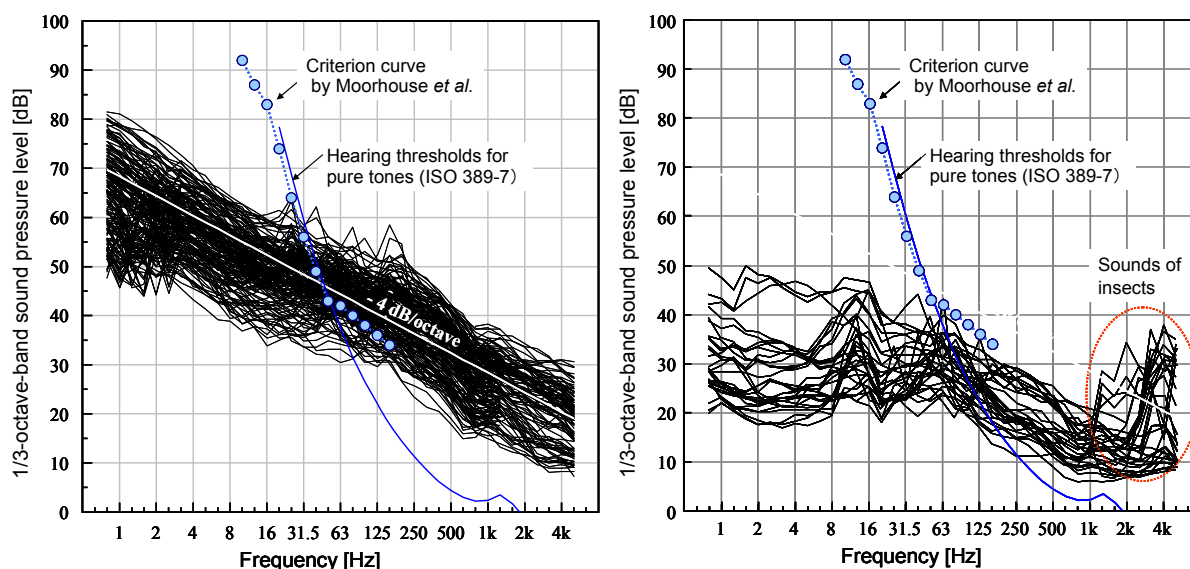 100
90
80
70
60
50
40
30
20
10
0
1/3-octave-band sound pressure level [dB]
Criterion curve
by Moorhouse et al.
Hearing thresholds for
pure tones (ISO 389-7)
- 4 dB/octave
1 2 4 8 16 31.5 63 125 250 500 1k 2k 4k
Frequency [Hz]
100
90
80
70
60
50
40
30
20
10
0
1/3-octave-band sound pressure level [dB]
Criterion curve
by Moorhouse et al.
Hearing thresholds for
pure tones (ISO 389-7)
Sounds of
insects
1 2 4 8 16 31.5 63 125 250 500 1k 2k 4k
Frequency [Hz]